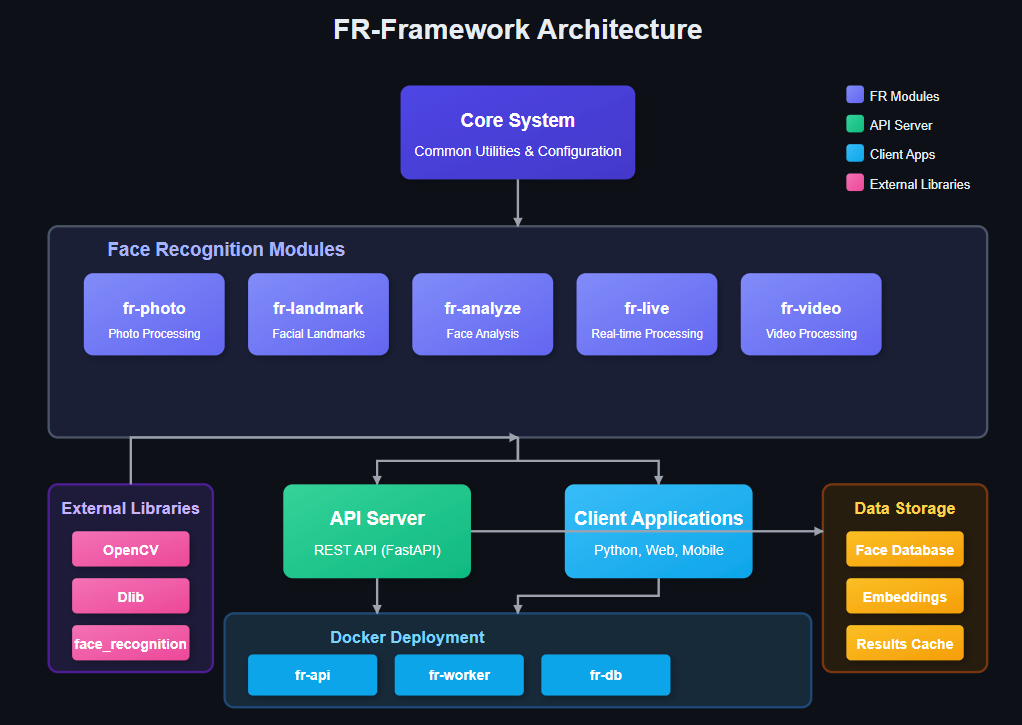 FR-Framework Architecture
Core System
Common Utilities & Configuration
FR Modules
API Server
Client Apps
External Libraries
Face Recognition Modules
fr-photo
Photo Processing
fr-landmark
Facial Landmarks
fr-analyze
Face Analysis
fr-live
Real-time Processing
fr-video
Video Processing
External Libraries
OpenCV
Dlib
face_recognition
API Server
REST API (FastAPI)
Client Applications
Python, Web, Mobile
Data Storage
Face Database
Embeddings
Results Cache
Docker Deployment
fr-api
fr-worker
fr-db